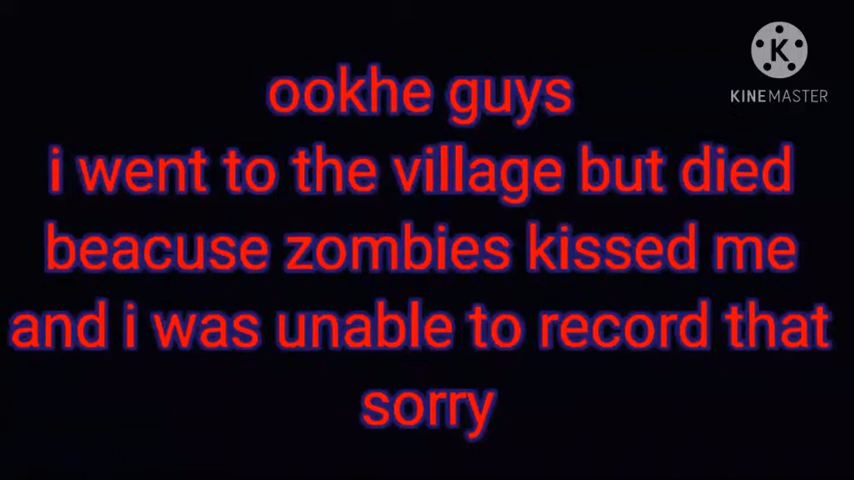 KINEMASTER
ookhe guys
i went to the village but died
beacuse zombies kissed me
and i was unable to record that
sorry